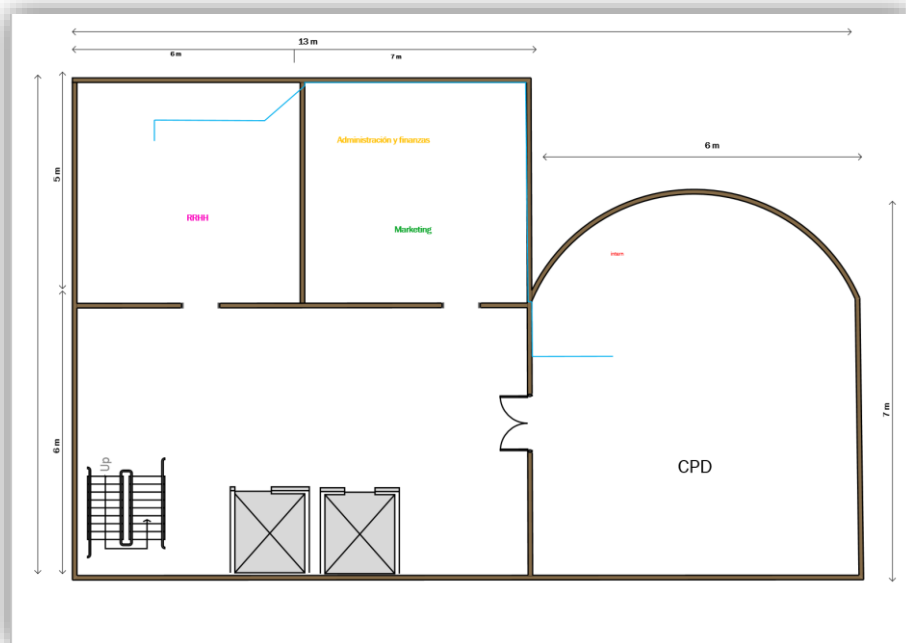 13 m
6 m
7 m
5 m
Administración y finanzas
6 m
RRHH
Marketing
7 m
6 m
Up
CPD